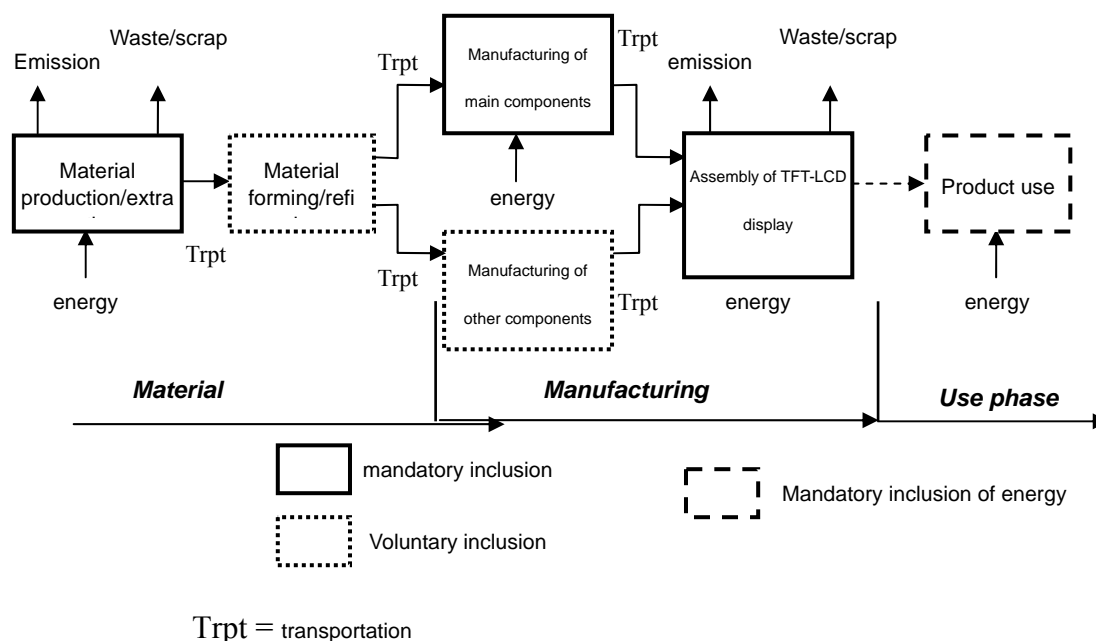 Waste/scrap
Emission
Material
production/extra
energy
Trpt
Material
forming/refi
Trpt
Trpt
Manufacturing of
main components
energy
Manufacturing of
other components
Trpt
Trpt
Waste/scrap
emission
Assembly of TFT-LCD
display
energy
Product use
energy
Material
Manufacturing
Use phase
mandatory inclusion
Voluntary inclusion
Mandatory inclusion of energy
Trpt = transportation